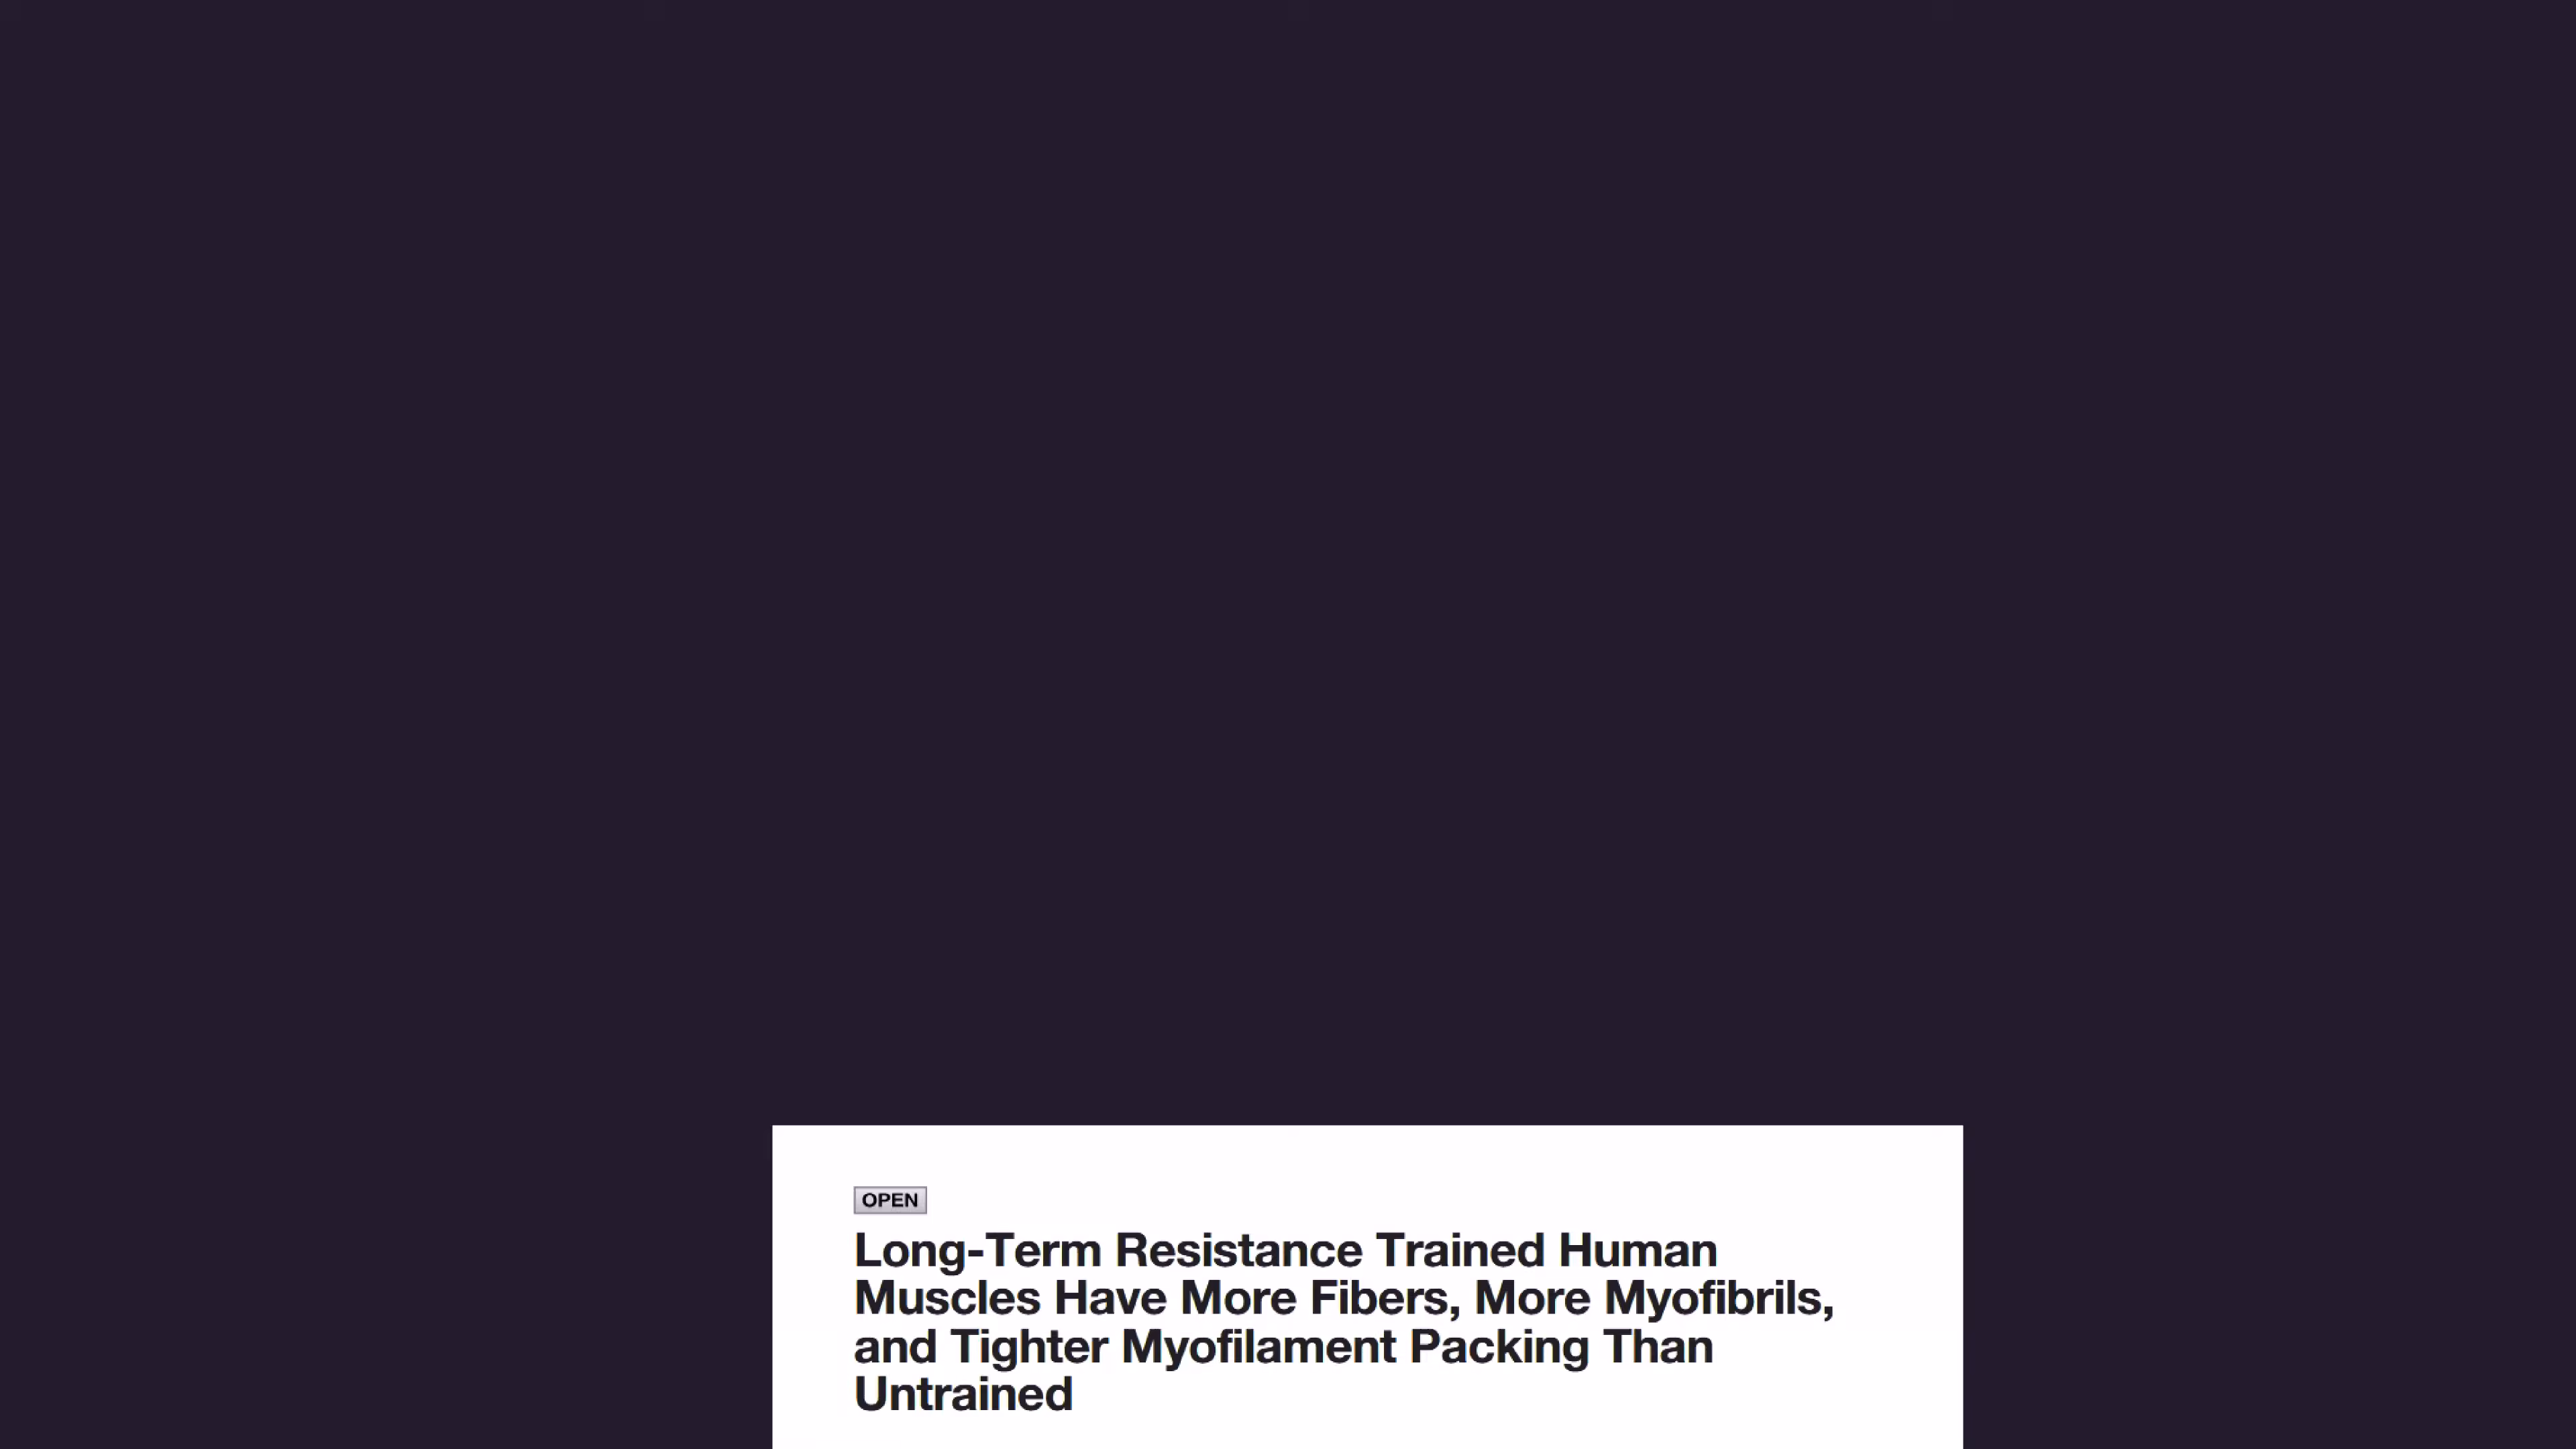 OPEN
Long-Term Resistance Trained Human
Muscles Have More Fibers, More Myofibrils,
and Tighter Myofilament Packing Than
Untrained